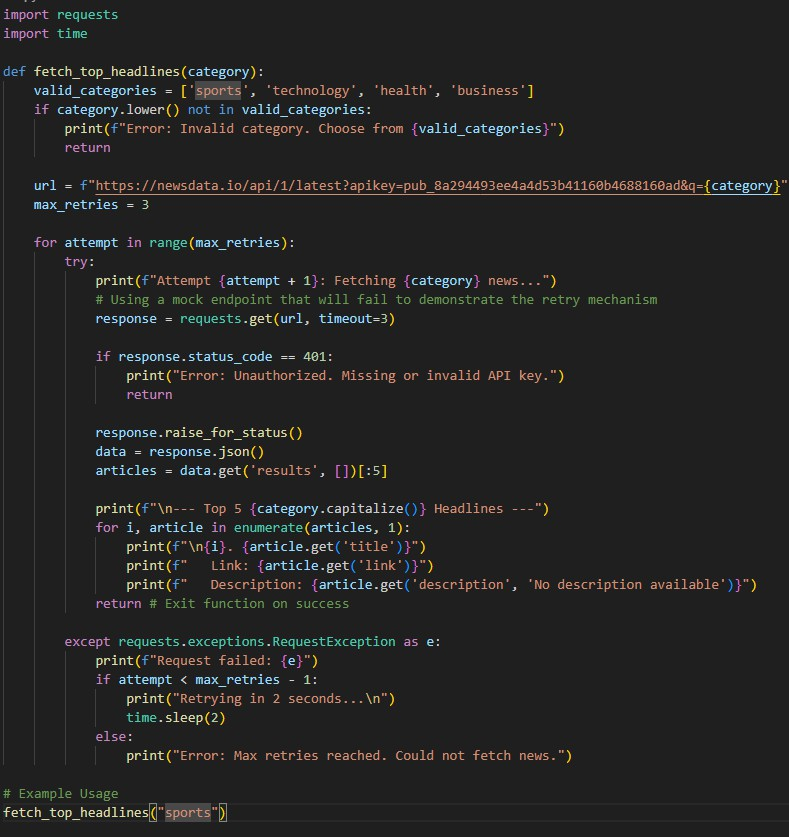 import requests
import time

def fetch_top_headlines(category):
    valid_categories = ['sports', 'technology', 'health', 'business']
    if category.lower() not in valid_categories:
        print(f"Error: Invalid category. Choose from {valid_categories}")
        return

    url = f"https://newsdata.io/api/1/latest?apikey=pub_8a294493ee4a4d53b41160b4688160ad&q={category}"
    max_retries = 3

    for attempt in range(max_retries):
        try:
            print(f"Attempt {attempt + 1}: Fetching {category} news...")
            # Using a mock endpoint that will fail to demonstrate the retry mechanism
            response = requests.get(url, timeout=3)

            if response.status_code == 401:
                print("Error: Unauthorized. Missing or invalid API key.")
                return

            response.raise_for_status()
            data = response.json()
            articles = data.get('results', [])[:5]

            print(f"\n--- Top 5 {category.capitalize()} Headlines ---")
            for i, article in enumerate(articles, 1):
                print(f"\n{i}. {article.get('title')}")
                print(f"   Link: {article.get('link')}")
                print(f"   Description: {article.get('description', 'No description available')}")
            return # Exit function on success

        except requests.exceptions.RequestException as e:
            print(f"Request failed: {e}")
            if attempt < max_retries - 1:
                print("Retrying in 2 seconds...\n")
                time.sleep(2)
            else:
                print("Error: Max retries reached. Could not fetch news.")

# Example Usage
fetch_top_headlines("sports")